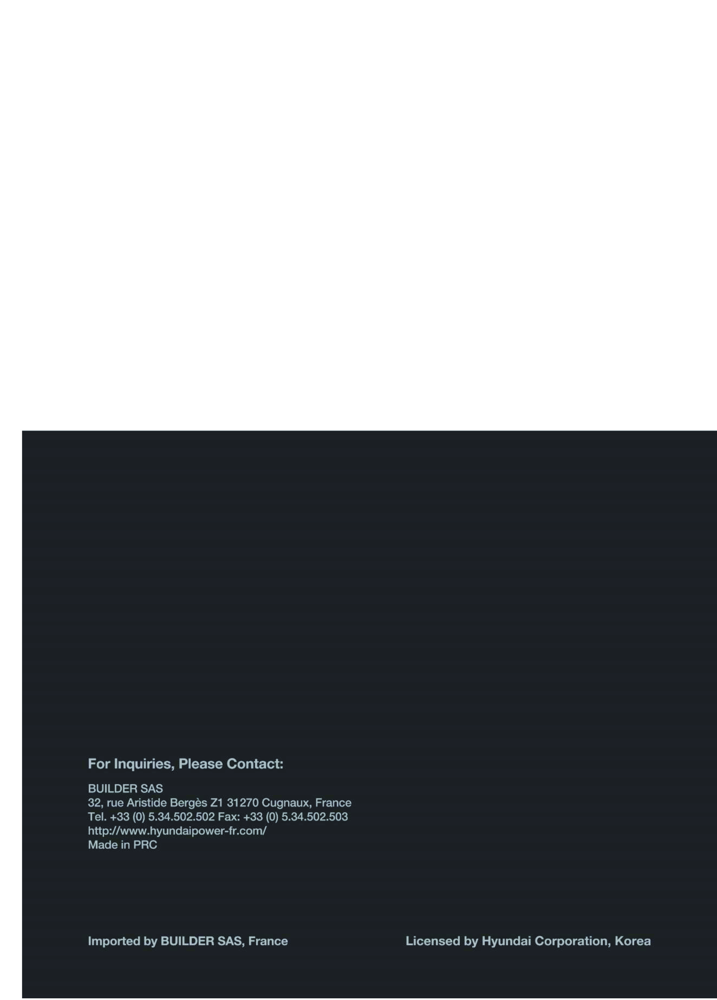 For Inquiries, Please Contact:
BUILDER SAS
32, rue Aristide Bergès Z1 31270 Cugnaux, France
Tel. +33 (0) 5.34.502.502 Fax: +33 (0) 5.34.502.503
http://www.hyundaipower-fr.com/
Made in PRC
Imported by BUILDER SAS, France
Licensed by Hyundai Corporation, Korea